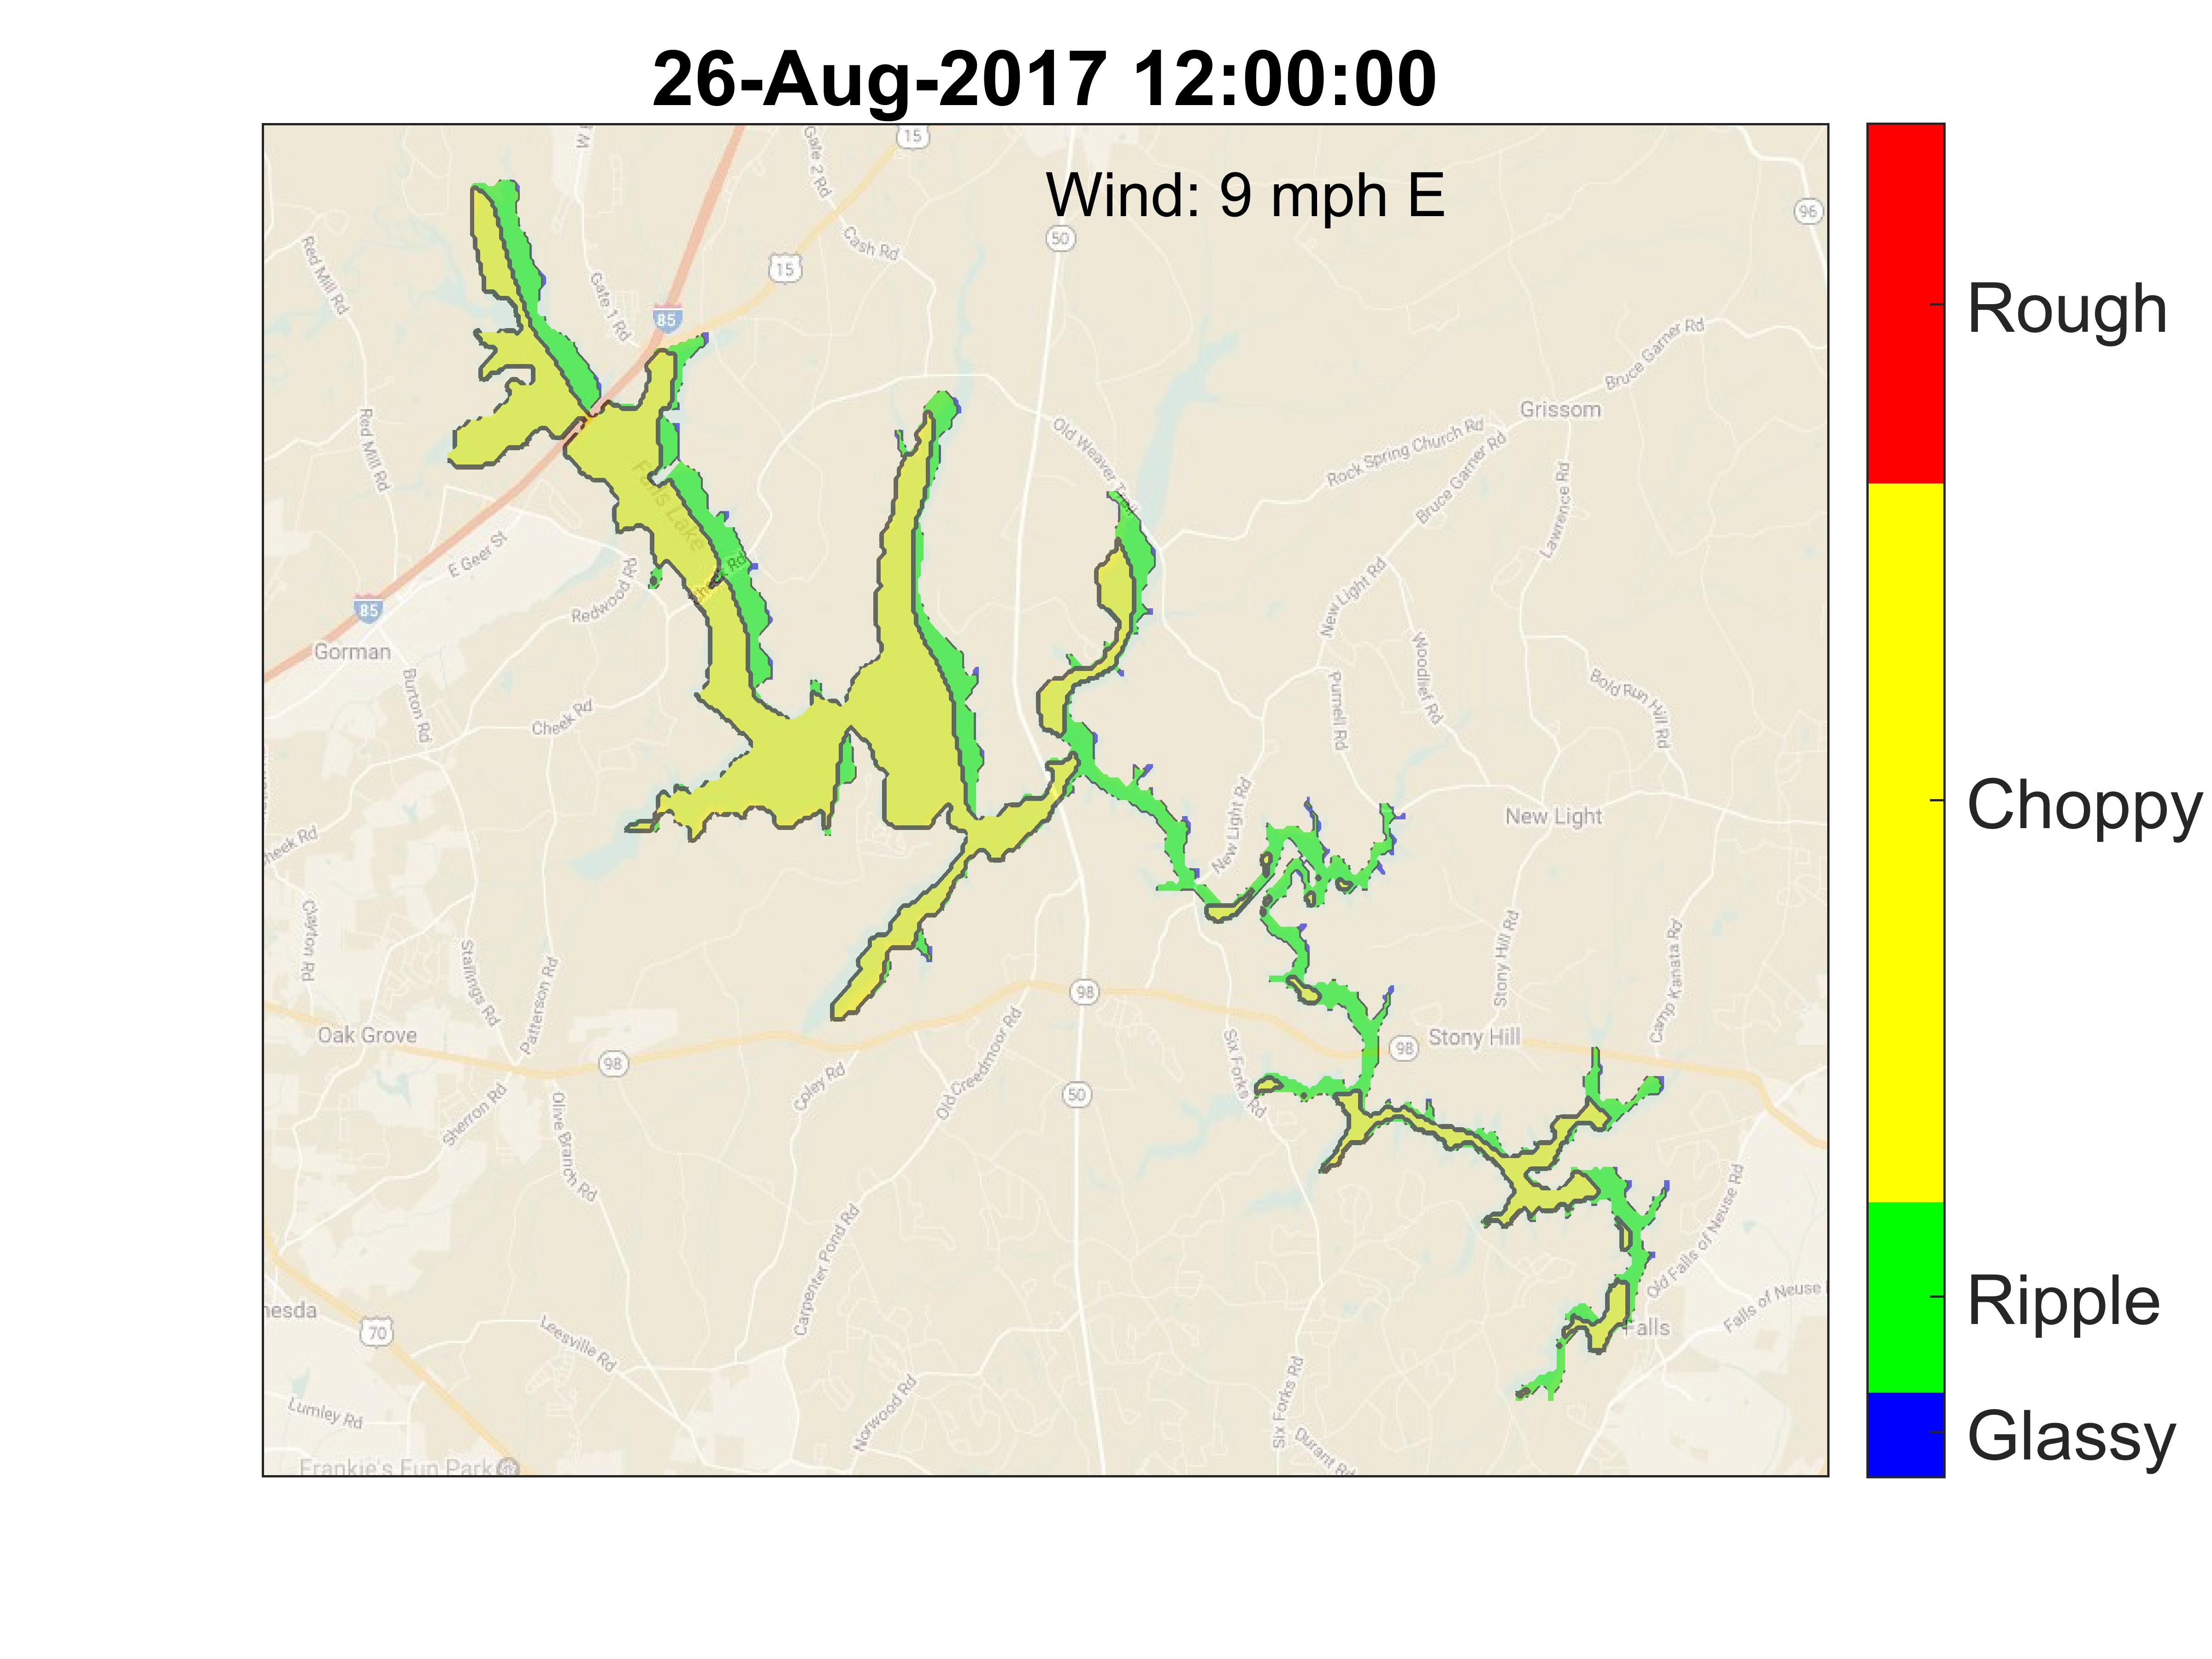 26-Aug-2017 12:00:00
Wind: 9 mph E
15
Gate 2 Rd
96
50
Cash Rd
Red Mill Rd
15
Gate 1 Rd
85
Bruce Garner Rd
Grissom
Red Mill Rd
Old Weaver Trail
Rock Spring Church Rd
Bruce Garner Rd
Falls Lake
Lawrence Rd
E Geer St
Redwood Rd
New Light Rd
85
Gorman
Woodlief Rd
Burton Rd
Purnell Rd
Bold Run Hill Rd
Cheek Rd
New Light Rd
New Light
heek Rd
Clayton Rd
Stallings Rd
Patterson Rd
Stony Hill Rd
Camp Kanata Rd
98
Oak Grove
98
Old Creedmoor Rd
Six Forks Rd
98
Stony Hill
Coley Rd
50
Sherron Rd
Olive Branch Rd
Carpenter Pond Rd
Old Falls of Neuse Rd
Falls of Neuse
nesda
70
Leesville Rd
Falls
Lumley Rd
Norwood Rd
Six Forks Rd
Durant Rd
Frankie's Fun Park
Rough
Choppy
Ripple
Glassy